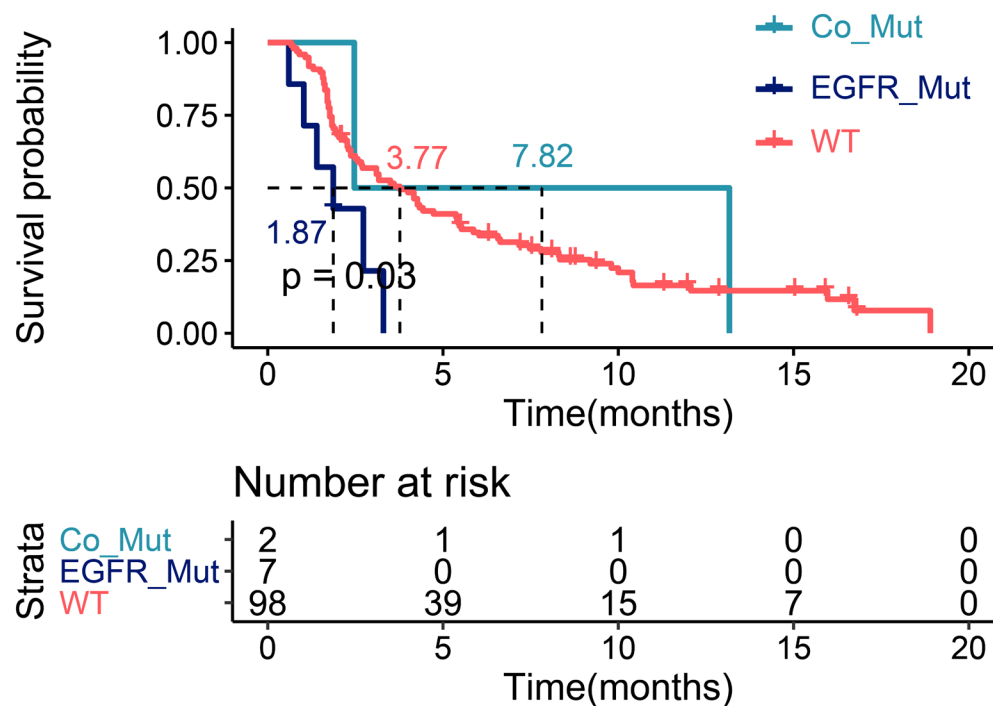 Co_Mut
EGFR_Mut
WT
Survival probability
1.00
0.75
0.50
0.25
0.00
3.77
7.82
1.87
p = 0.03
0 5 10 15 20
Time(months)
Number at risk
Strata
Co_Mut 2 1 1 0 0
EGFR_Mut 7 0 0 0 0
WT 98 39 15 7 0
0 5 10 15 20
Time(months)